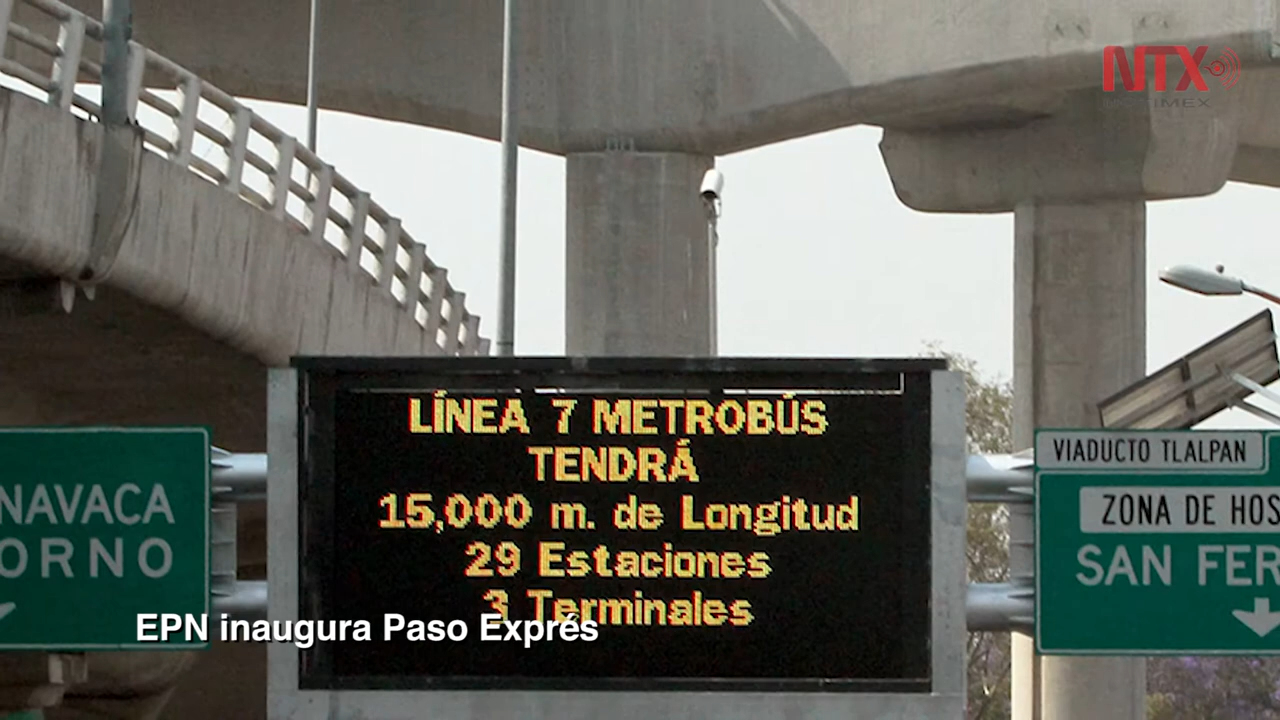 NTX
NOTIMEX
LÍNEA 7 METROBÚS
TENDRÁ
15,000 m. de Longitud
29 Estaciones
3 Terminales
NAVACA
ORNO
VIADUCTO TLALPAN
ZONA DE HOS
SAN FER
EPN inaugura Paso Exprés